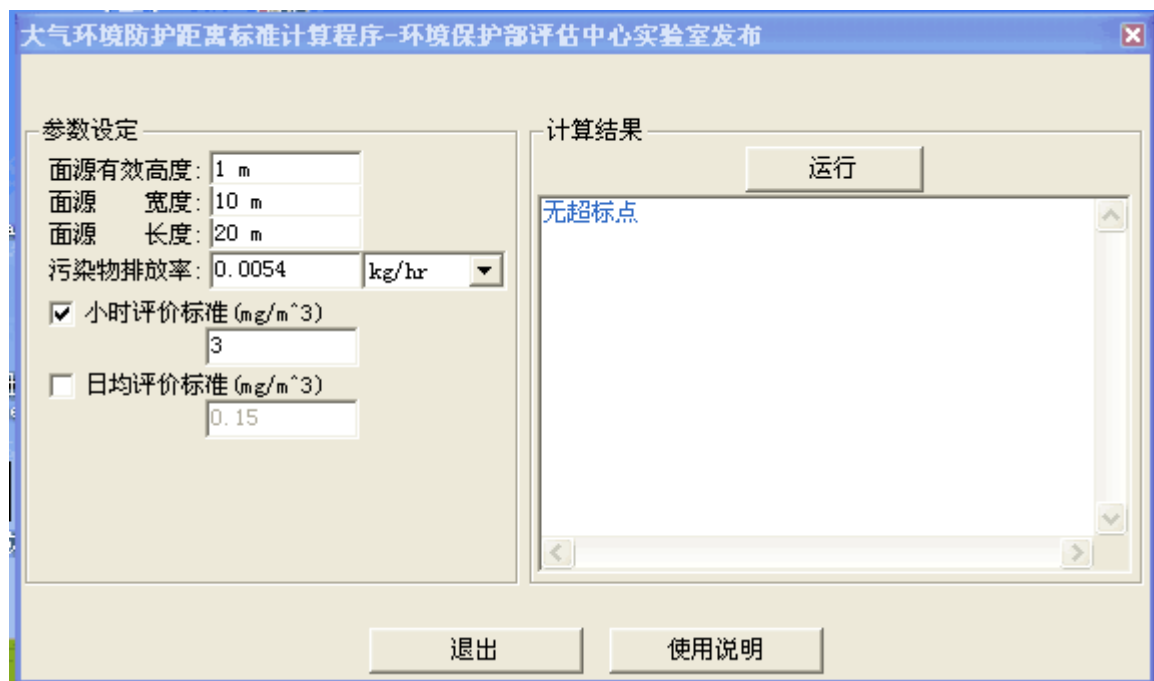 大气环境防护距离标准计算程序-环境保护部评估中心实验室发布
参数设定
面源有效高度: 1 m
面源 宽度: 10 m
面源 长度: 20 m
污染物排放率: 0.0054 kg/hr
小时评价标准(mg/m^3)
3
日均评价标准(mg/m^3)
0.15
计算结果
运行
无超标点
退出
使用说明